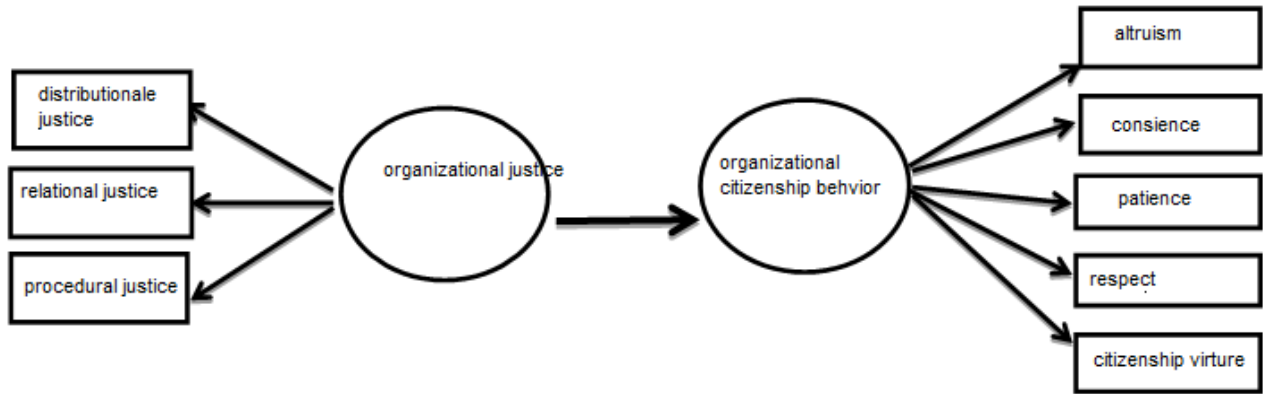 distributionale
justice
relational justice
procedural justice
organizational justice
organizational
citizenship behvior
altruism
consience
patience
respect
citizenship virture